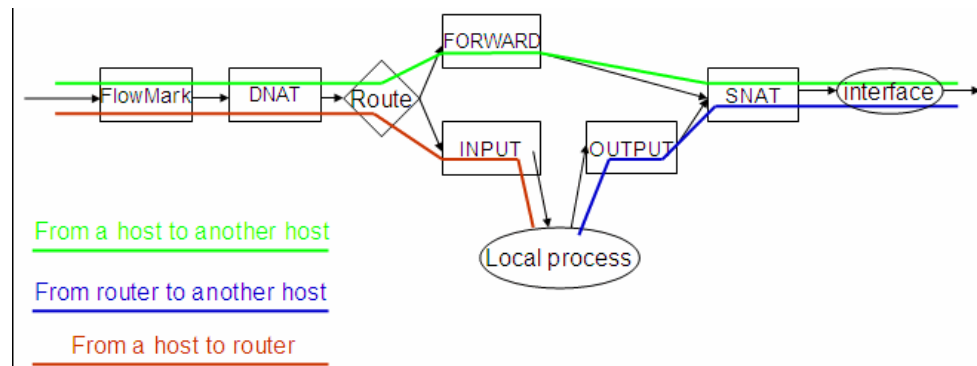 FORWARD
FlowMark
DNAT
Route
SNAT
interface
INPUT
OUTPUT
Local process
From a host to another host
From router to another host
From a host to router